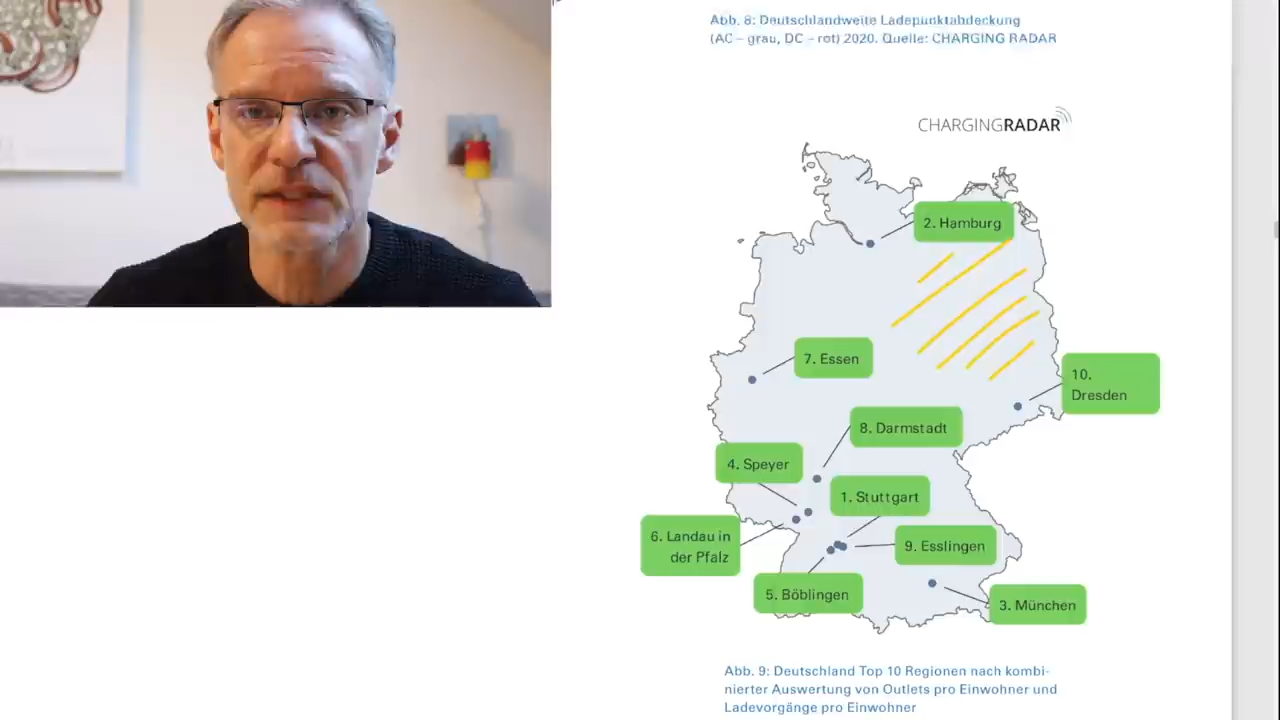 Abb. 8: Deutschlandweite Ladepunktabdeckung
(AC – grau, DC – rot) 2020. Quelle: CHARGING RADAR
CHARGINGRADAR
2. Hamburg
7. Essen
10.
Dresden
8. Darmstadt
4. Speyer
1. Stuttgart
6. Landau in
der Pfalz
9. Esslingen
5. Böblingen
3. München
Abb. 9: Deutschland Top 10 Regionen nach kombi-
nierter Auswertung von Outlets pro Einwohner und
Ladevorgänge pro Einwohner